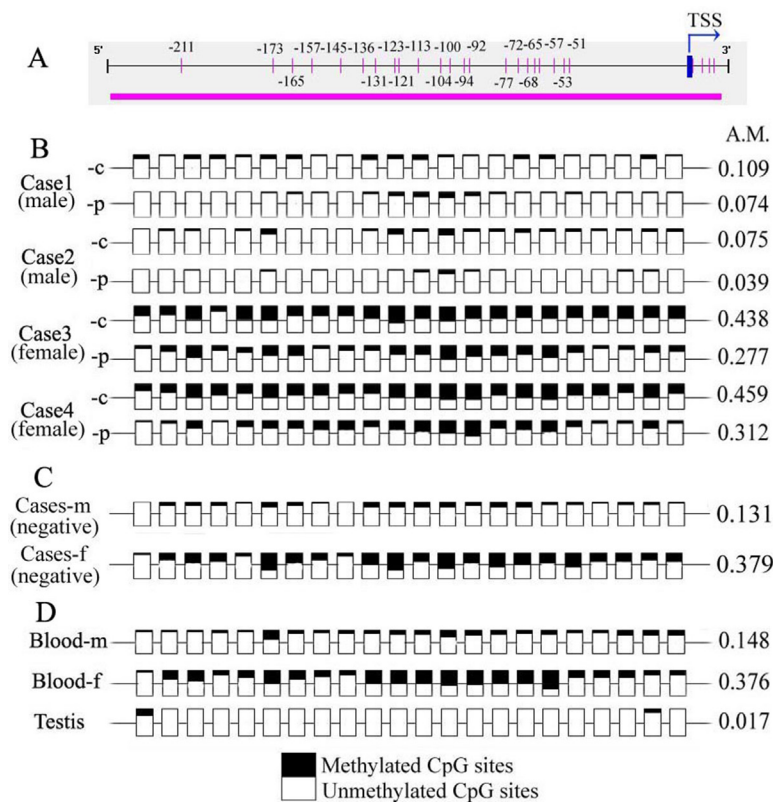 TSS
5'
-211
-173
-157
-145
-136
-123
-113
-100
-92
-72
-65
-57
-51
3'
A
-165
-131
-121
-104
-94
-77
-68
-53
A.M.
B
-c
0.109
Case1
(male)
-p
0.074
-c
0.075
Case2
(male)
-p
0.039
-c
0.438
Case3
(female)
-p
0.277
-c
0.459
Case4
(female)
-p
0.312
C
Cases-m
(negative)
0.131
Cases-f
(negative)
0.379
D
Blood-m
0.148
Blood-f
0.376
Testis
0.017
Methylated CpG sites
Unmethylated CpG sites